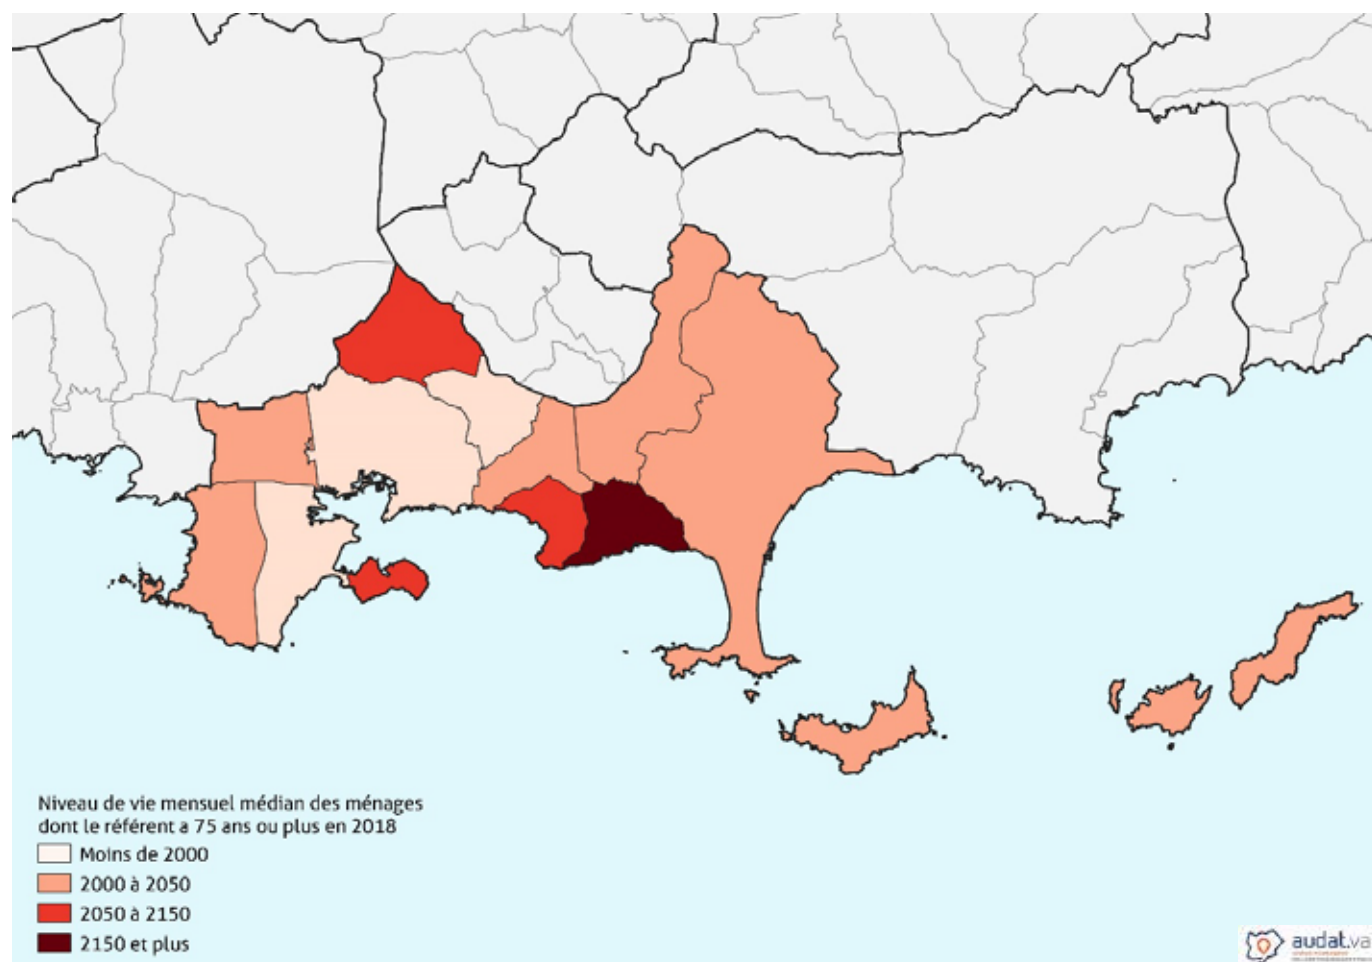 Niveau de vie mensuel médian des ménages
dont le référent a 75 ans ou plus en 2018
Moins de 2000
2000 à 2050
2050 à 2150
2150 et plus
audat.va